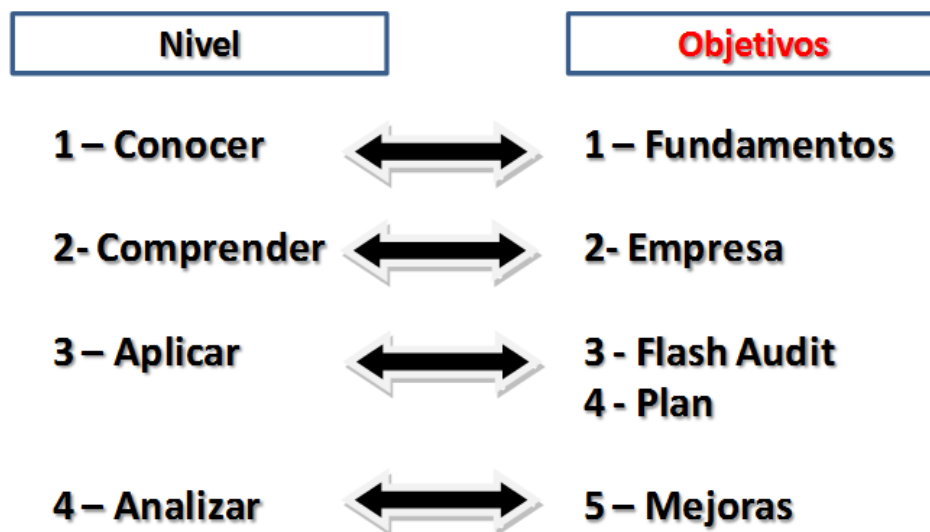 Nivel Objetivos
1 – Conocer 1 – Fundamentos
2- Comprender 2- Empresa
3 – Aplicar 3 - Flash Audit
4 - Plan
4 – Analizar 5 – Mejoras